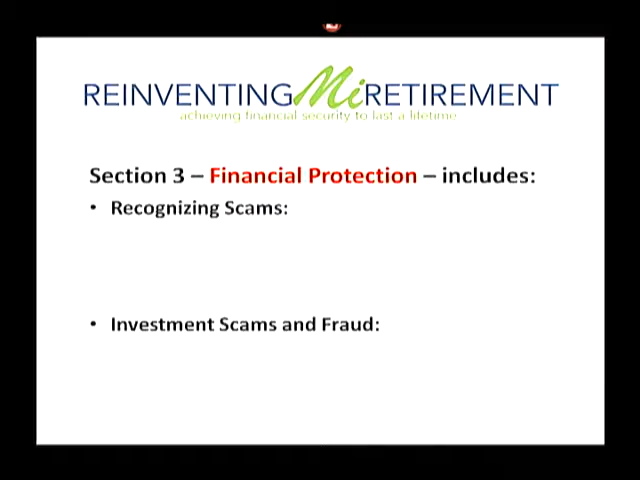 REINVENTING Mi RETIREMENT
achieving financial security to last a lifetime
Section 3 – Financial Protection – includes:
• Recognizing Scams:
• Investment Scams and Fraud: